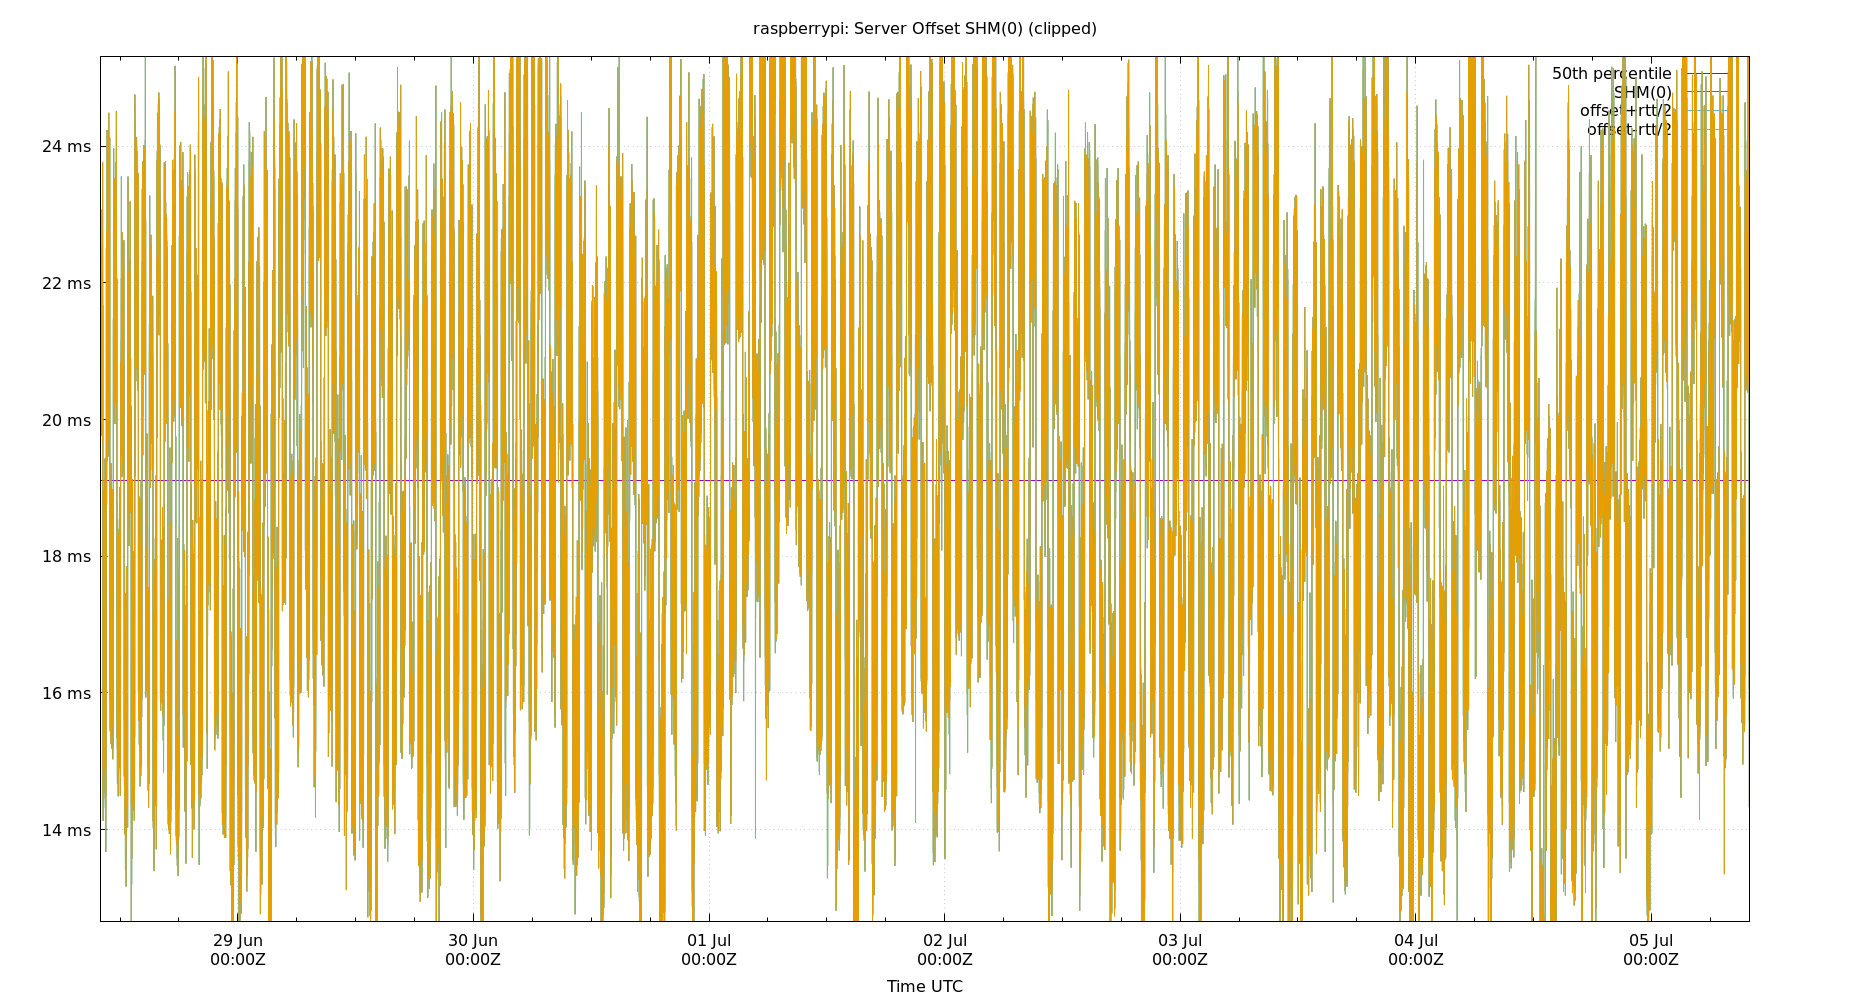 raspberrypi: Server Offset SHM(0) (clipped)
50th percentile
SHM(0)
offset+rtt/2
offset-rtt/2
24 ms
22 ms
20 ms
18 ms
16 ms
14 ms
29 Jun 30 Jun 01 Jul 02 Jul 03 Jul 04 Jul 05 Jul
00:00Z 00:00Z 00:00Z 00:00Z 00:00Z 00:00Z 00:00Z
Time UTC